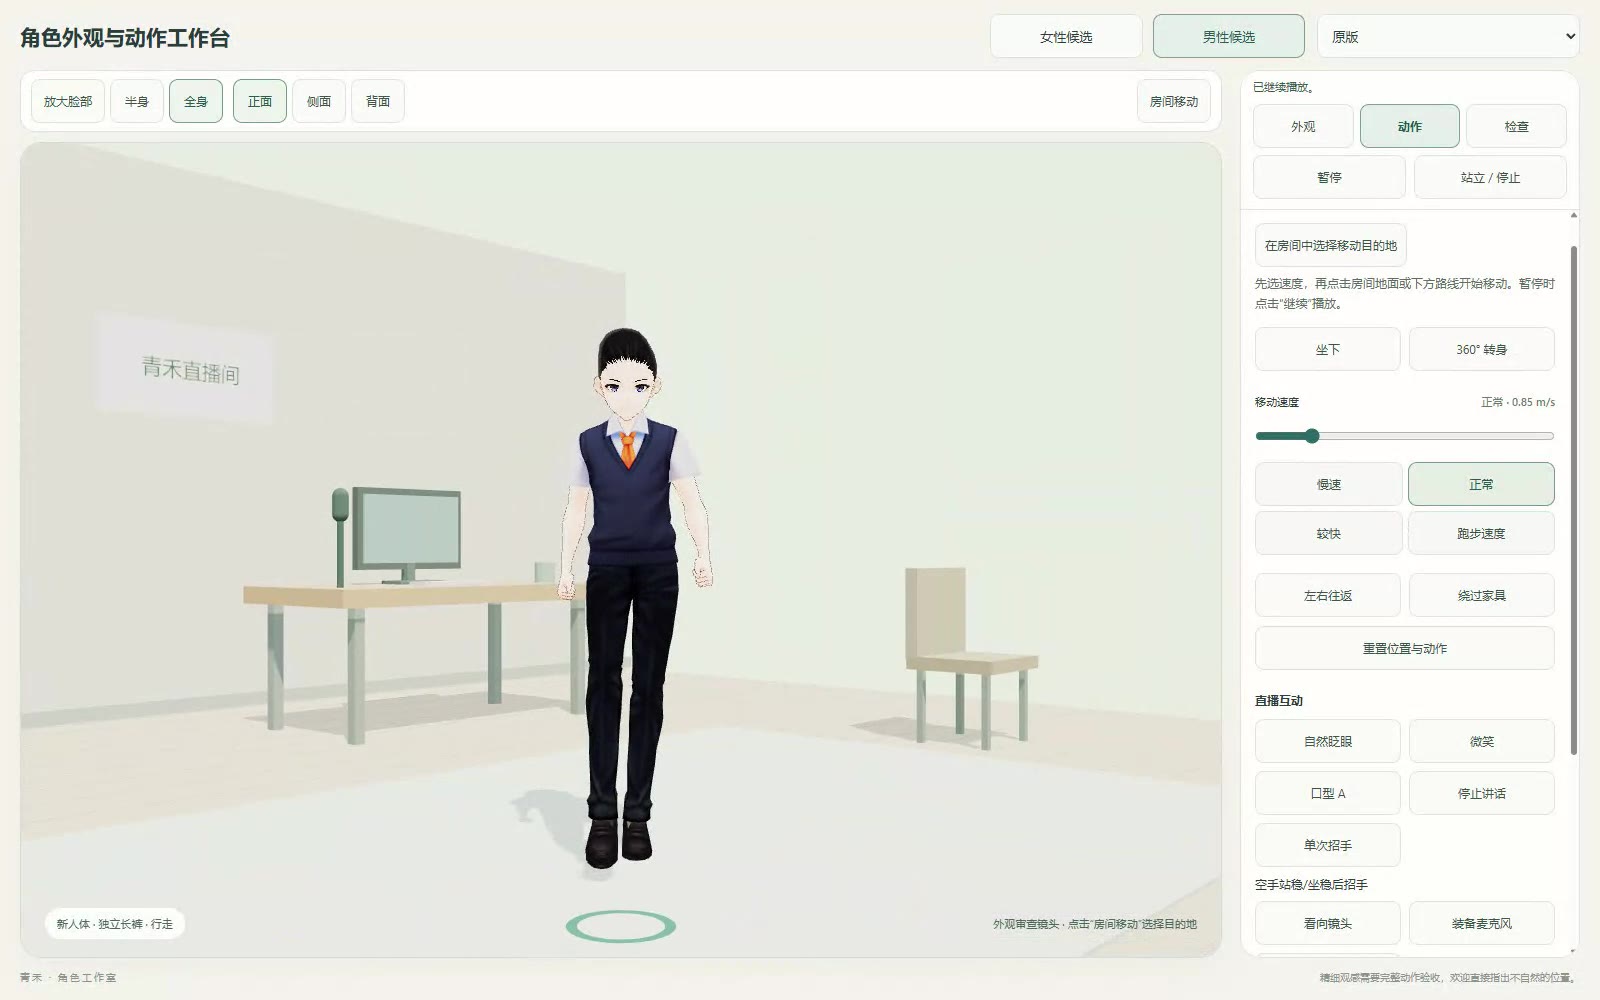 角色外观与动作工作台
女性候选
男性候选
原版
放大脸部
半身
全身
正面
侧面
背面
房间移动
青禾直播间
新人体 · 独立长裤 · 行走
外观审查镜头 · 点击“房间移动”选择目的地
已继续播放。
外观
动作
检查
暂停
站立 / 停止
在房间中选择移动目的地
先选速度，再点击房间地面或下方路线开始移动。暂停时
点击“继续”播放。
坐下
360° 转身
移动速度
正常 · 0.85 m/s
慢速
正常
较快
跑步速度
左右往返
绕过家具
重置位置与动作
直播互动
自然眨眼
微笑
口型 A
停止讲话
单次招手
空手站稳/坐稳后招手
看向镜头
装备麦克风
青禾 · 角色工作室
精细观感需要完整动作验收，欢迎直接指出不自然的位置。